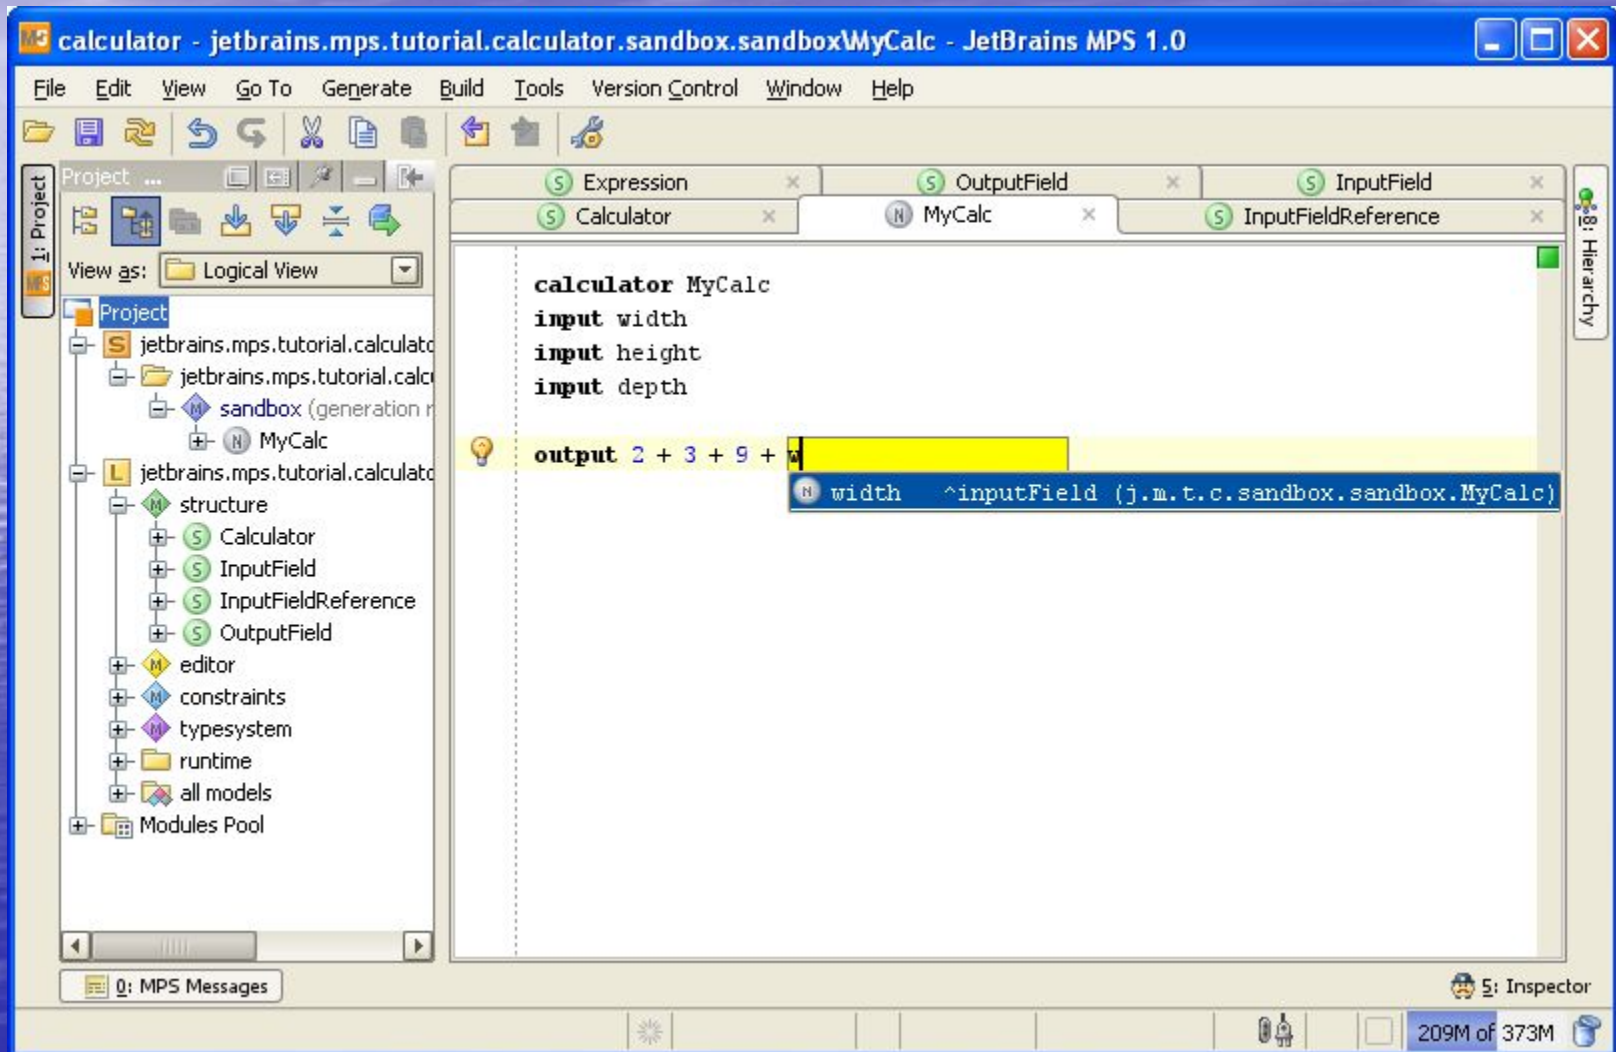 calculator - jetbrains.mps.tutorial.calculator.sandbox.sandbox\MyCalc - JetBrains MPS 1.0
File Edit View Go To Generate Build Tools Version Control Window Help
1: Project
Project ...
View as: Logical View
Project
jetbrains.mps.tutorial.calculato
jetbrains.mps.tutorial.calcu
sandbox (generation r
MyCalc
jetbrains.mps.tutorial.calculato
structure
Calculator
InputField
InputFieldReference
OutputField
editor
constraints
typesystem
runtime
all models
Modules Pool
Expression OutputField InputField
Calculator MyCalc InputFieldReference
calculator MyCalc
input width
input height
input depth
output 2 + 3 + 9 + w
width ^inputField (j.m.t.c.sandbox.sandbox.MyCalc)
8: Hierarchy
0: MPS Messages
5: Inspector
209M of 373M